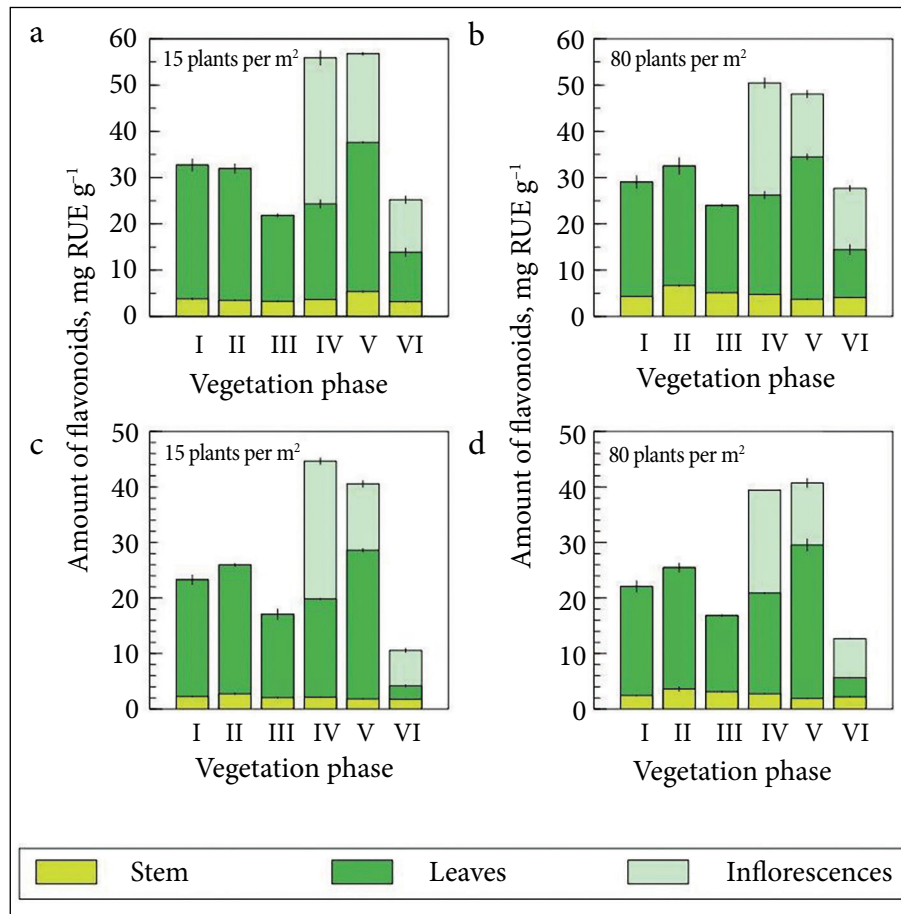 a
15 plants per m²
60
50
40
30
20
10
0
I II III IV V VI
Vegetation phase
b
80 plants per m²
60
50
40
30
20
10
0
I II III IV V VI
Vegetation phase
Amount of flavonoids, mg RUE g⁻¹
Amount of flavonoids, mg RUE g⁻¹
c
15 plants per m²
50
40
30
20
10
0
I II III IV V VI
Vegetation phase
d
80 plants per m²
50
40
30
20
10
0
I II III IV V VI
Vegetation phase
Stem Leaves Inflorescences